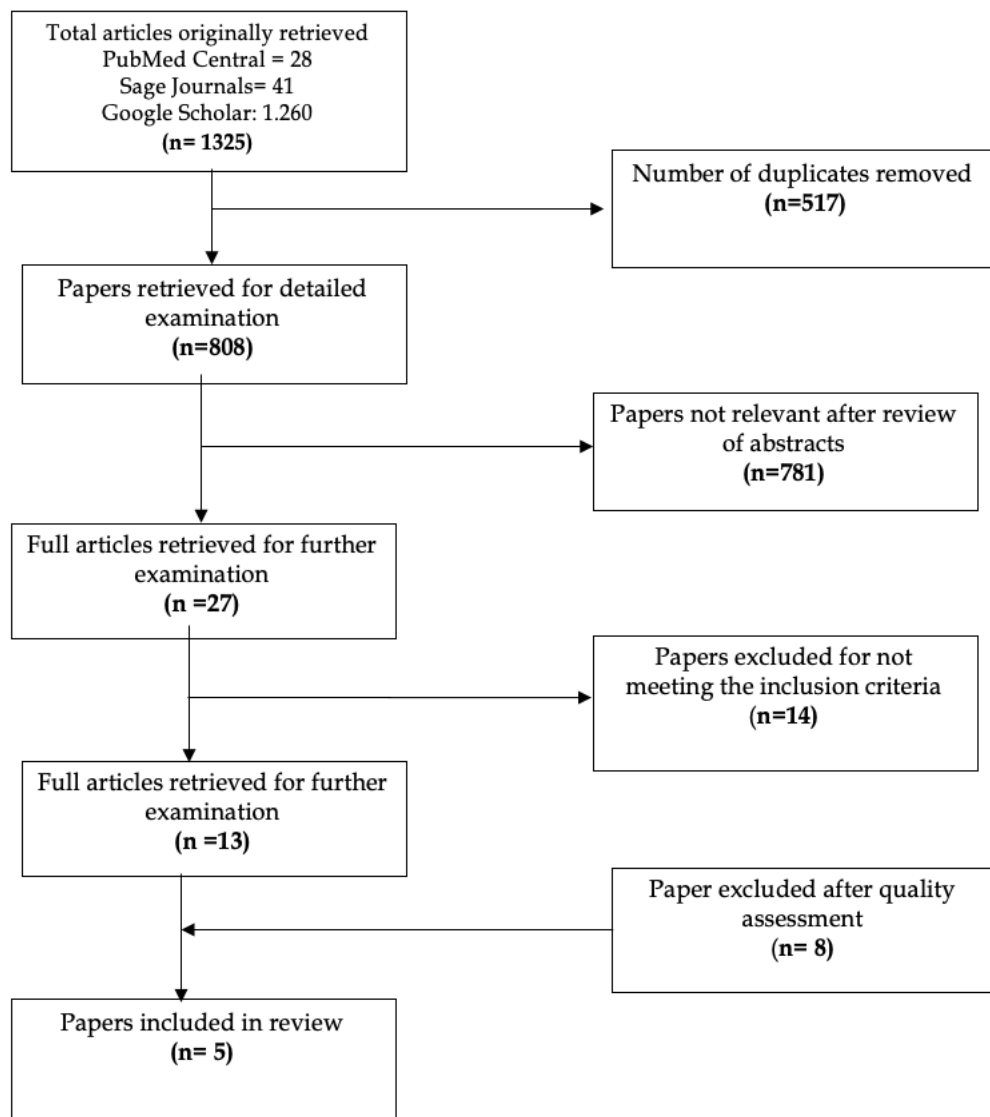 Total articles originally retrieved
PubMed Central = 28
Sage Journals= 41
Google Scholar: 1.260
(n= 1325)
Number of duplicates removed
(n=517)
Papers retrieved for detailed
examination
(n=808)
Papers not relevant after review
of abstracts
(n=781)
Full articles retrieved for further
examination
(n =27)
Papers excluded for not
meeting the inclusion criteria
(n=14)
Full articles retrieved for further
examination
(n =13)
Paper excluded after quality
assessment
(n= 8)
Papers included in review
(n= 5)